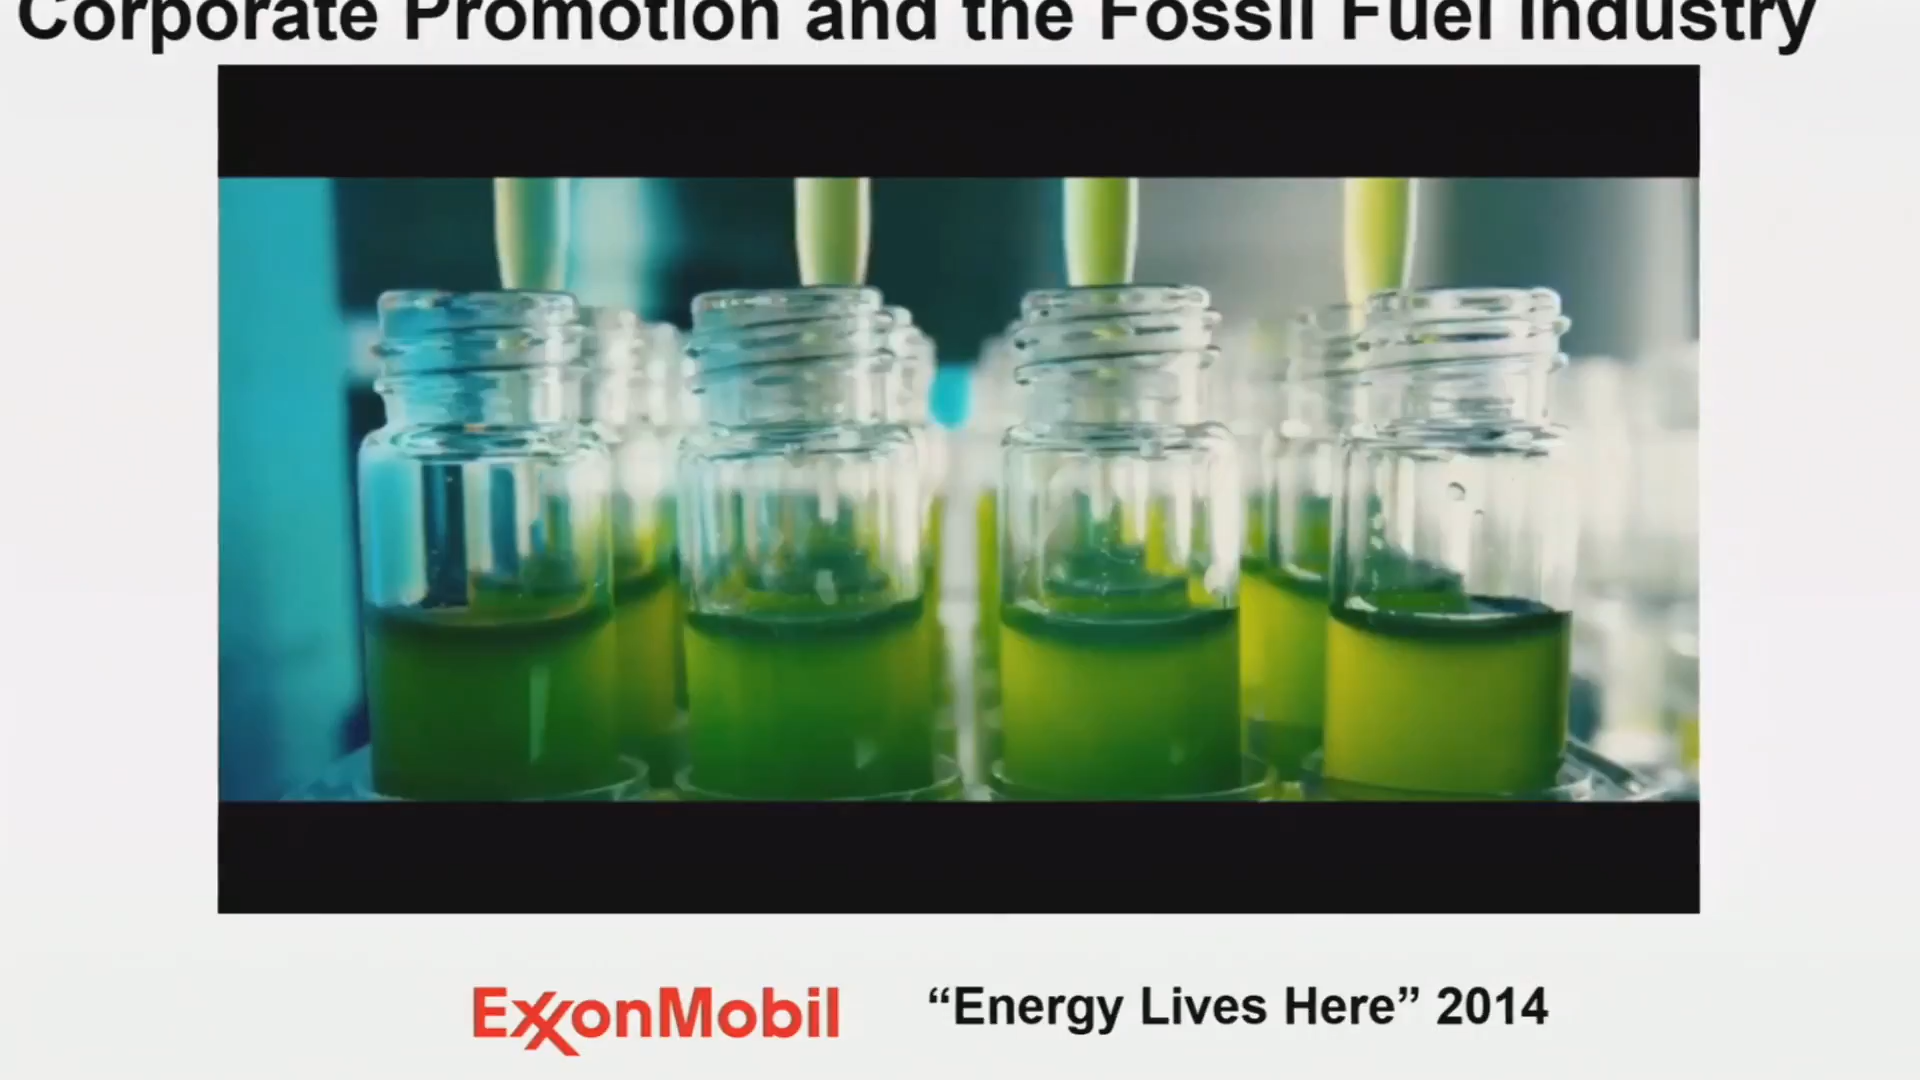 Corporate Promotion and the Fossil Fuel Industry
ExxonMobil
“Energy Lives Here” 2014